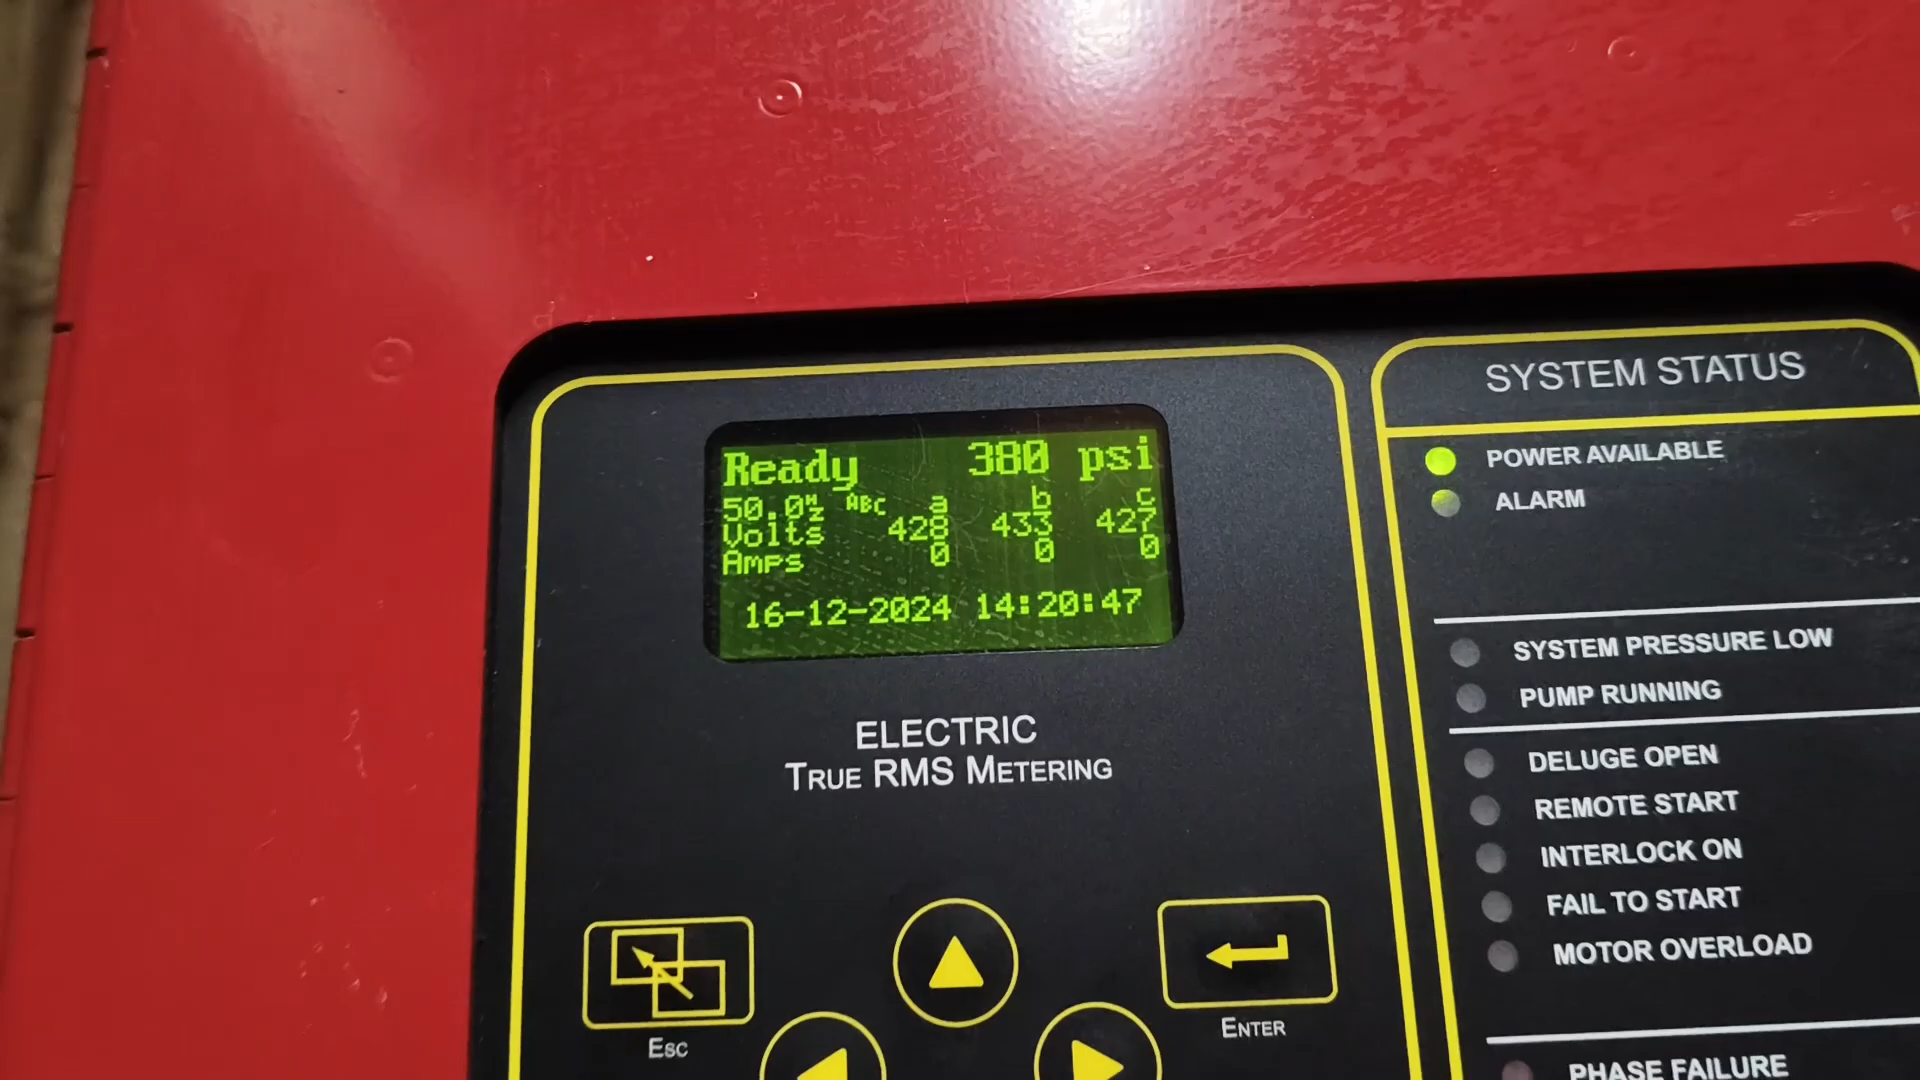 Ready 380 psi
50.0Hz ABC a b c
Volts 428 433 427
Amps 0 0 0
16-12-2024 14:20:47
ELECTRIC
TRUE RMS METERING
ESC
ENTER
SYSTEM STATUS
POWER AVAILABLE
ALARM
SYSTEM PRESSURE LOW
PUMP RUNNING
DELUGE OPEN
REMOTE START
INTERLOCK ON
FAIL TO START
MOTOR OVERLOAD
PHASE FAILURE